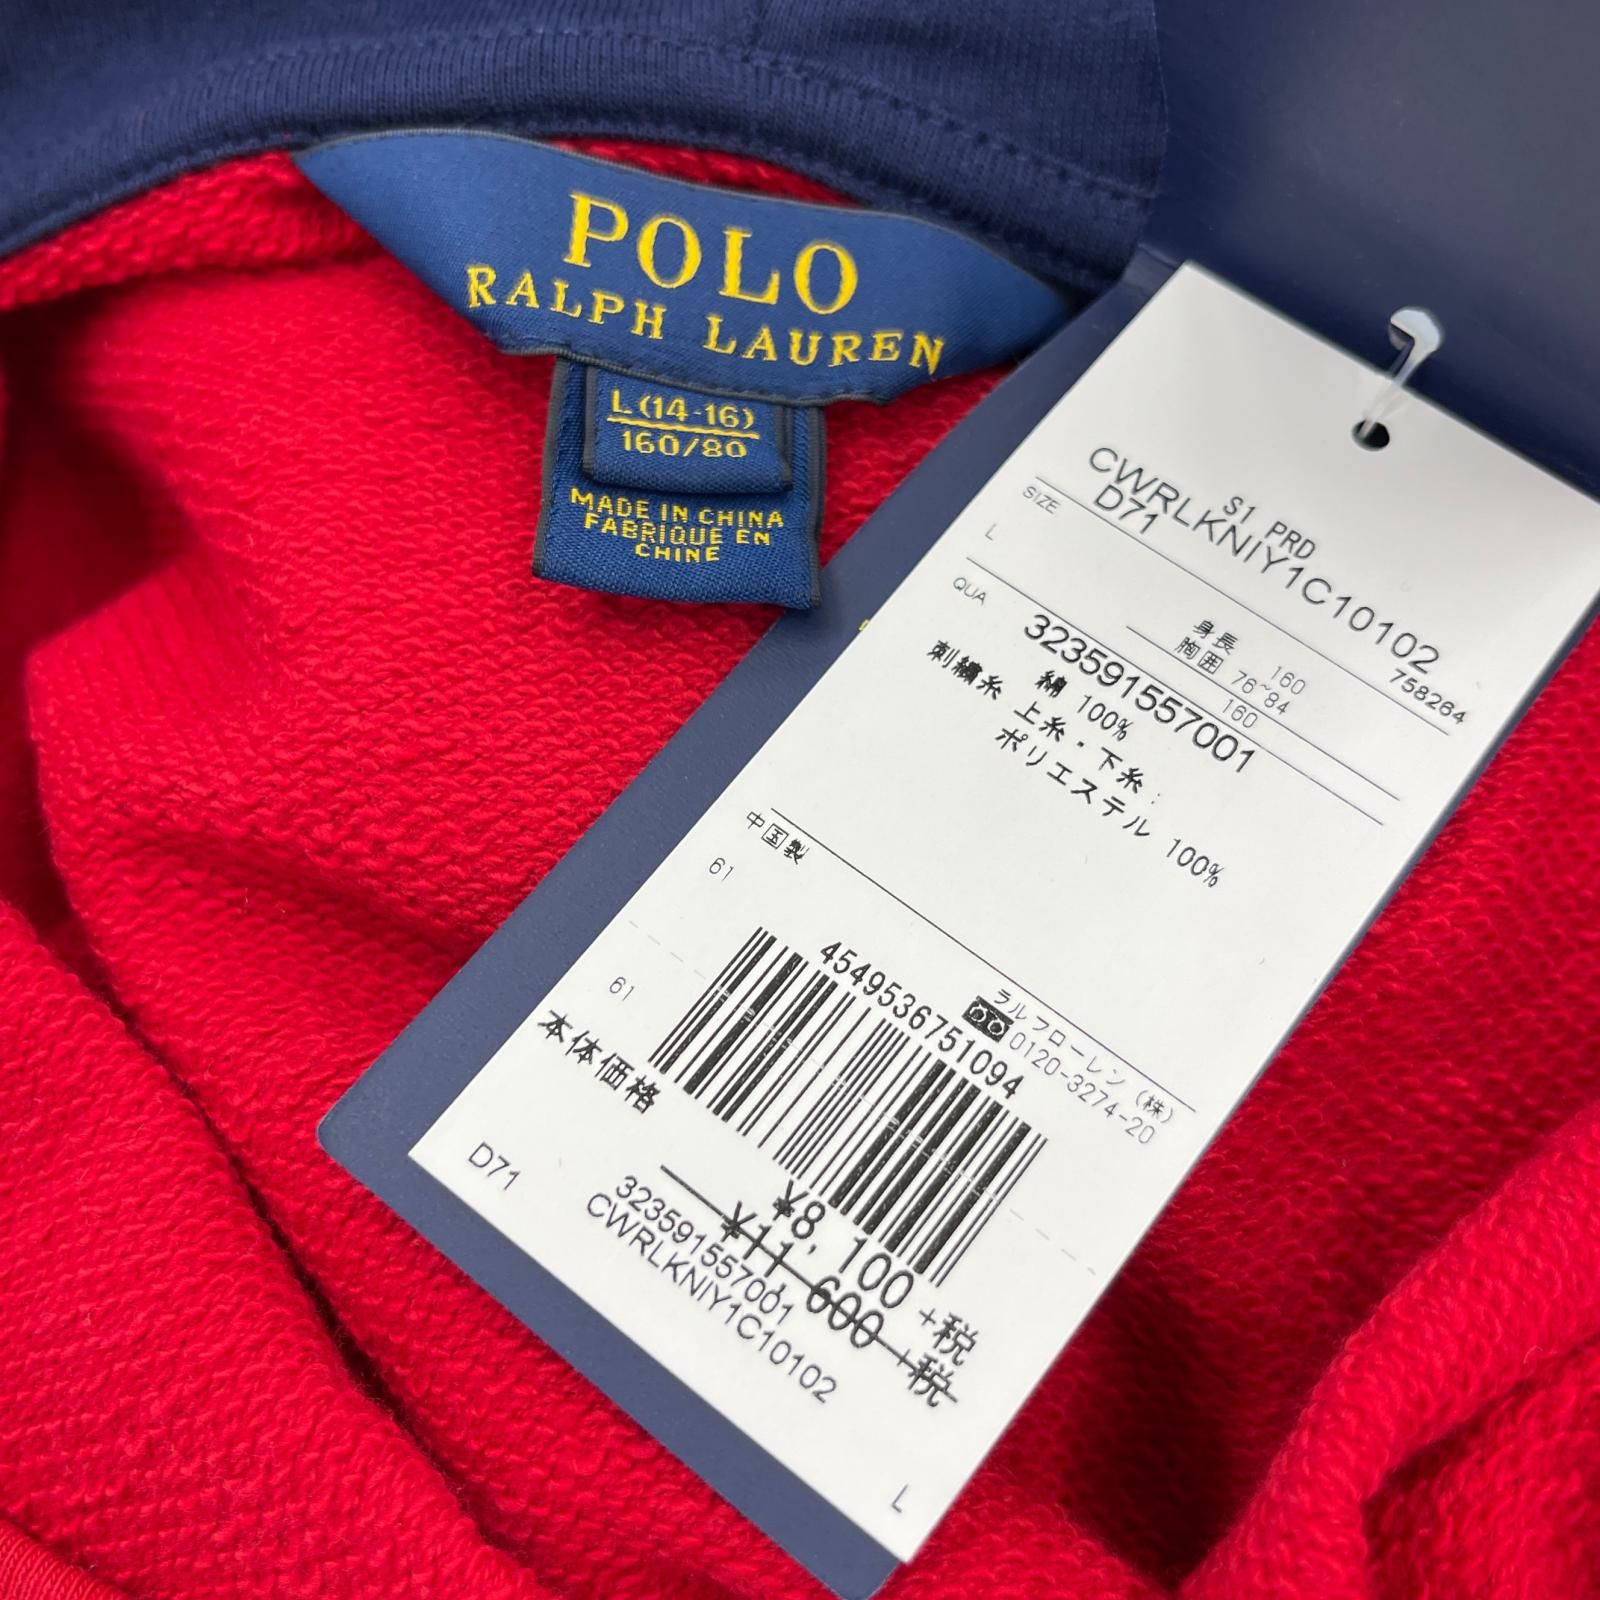 POLO
RALPH LAUREN
L (14-16)
160/80
MADE IN CHINA
FABRIQUE EN
CHINE
S1 PRD
CWRLKNIY1C10102
D71
758264
SIZE
L
身長 160
胸囲 76~84
160
QUA
323591557001
綿 100%
刺繍糸 上糸・下糸:
ポリエステル 100%
中国製
61
ラルフローレン(株)
0120-3274-20
61
4549536751094
本体価格
¥8,100 +税
¥11,600 +税
D71
323591557001
CWRLKNIY1C10102
L